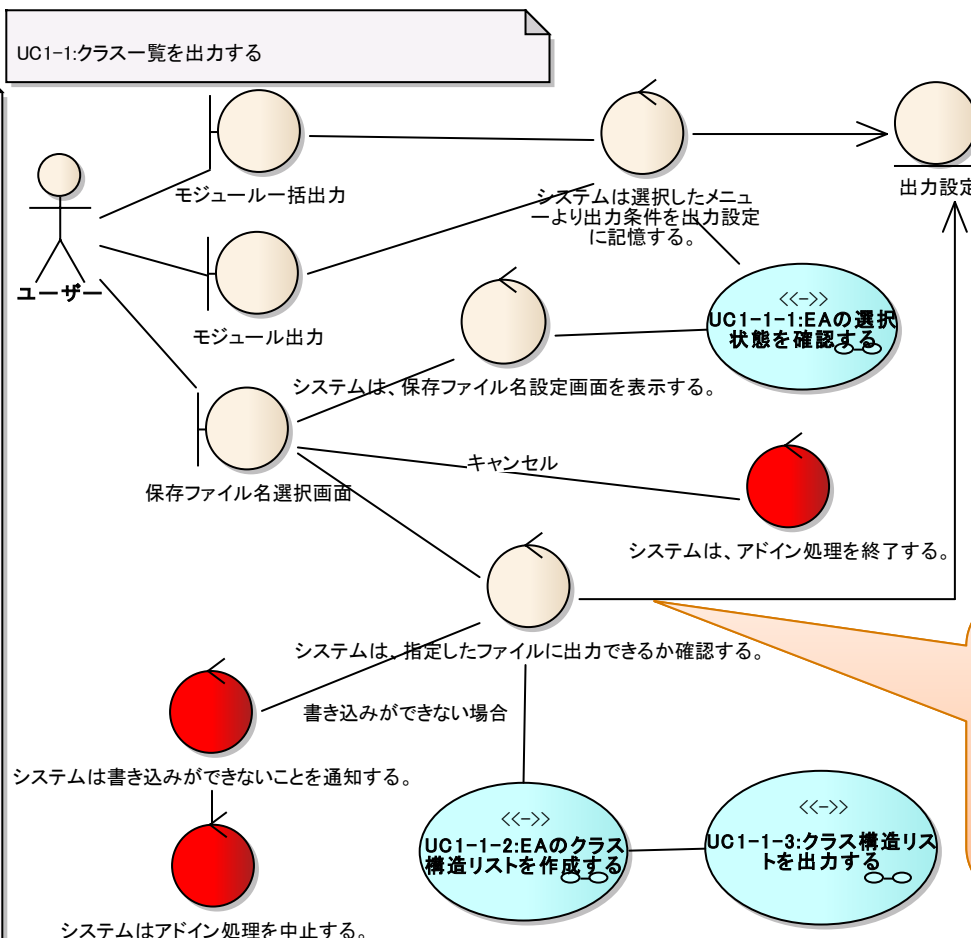 UC1-1:クラス一覧を出力する
モジュール一括出力
システムは選択したメニュ
ーより出力条件を出力設定
に記憶する。
出力設定
ユーザー
モジュール出力
<<->>
UC1-1-1:EAの選択
状態を確認する
システムは、保存ファイル名設定画面を表示する。
キャンセル
保存ファイル名選択画面
システムは、アドイン処理を終了する。
システムは、指定したファイルに出力できるか確認する。
書き込みができない場合
システムは書き込みができないことを通知する。
<<->>
UC1-1-2:EAのクラス
構造リストを作成する
<<->>
UC1-1-3:クラス構造リス
トを出力する
システムはアドイン処理を中止する。